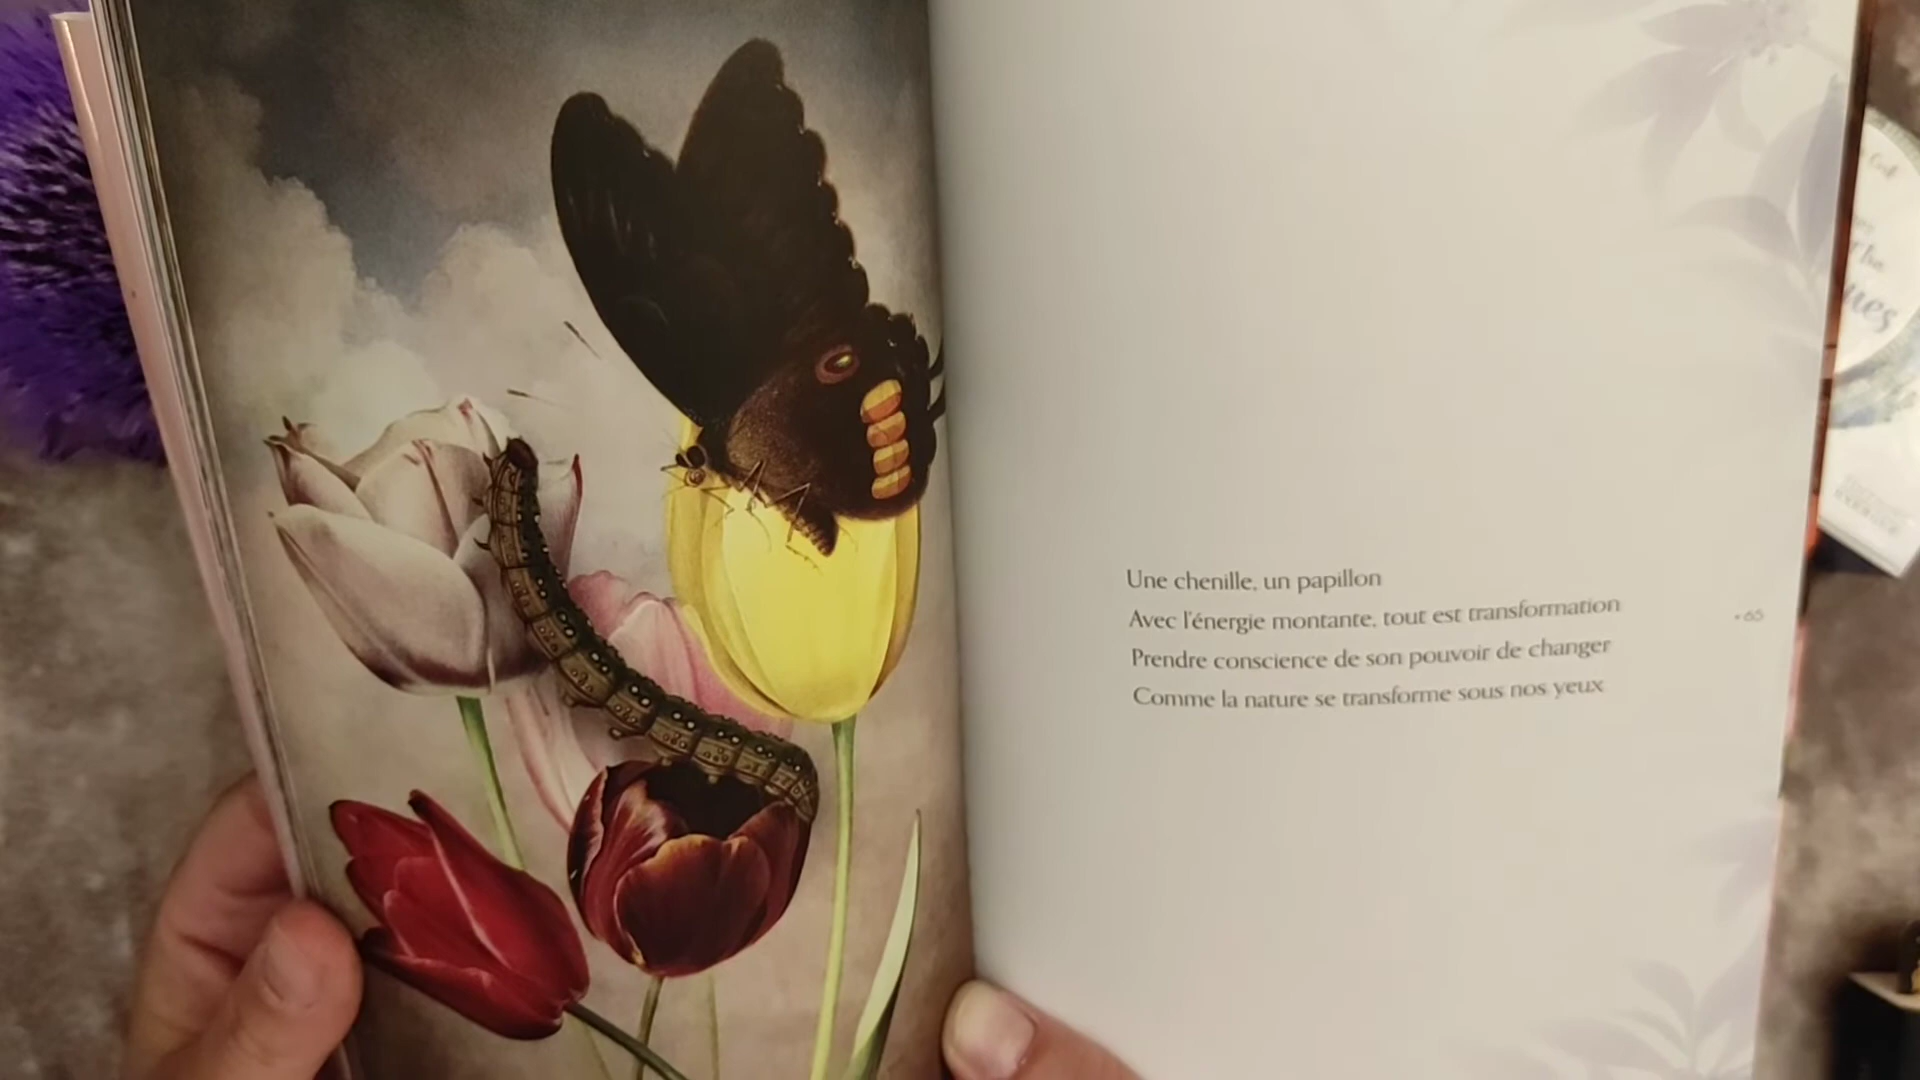 Une chenille, un papillon
Avec l'énergie montante, tout est transformation
Prendre conscience de son pouvoir de changer
Comme la nature se transforme sous nos yeux
• 65